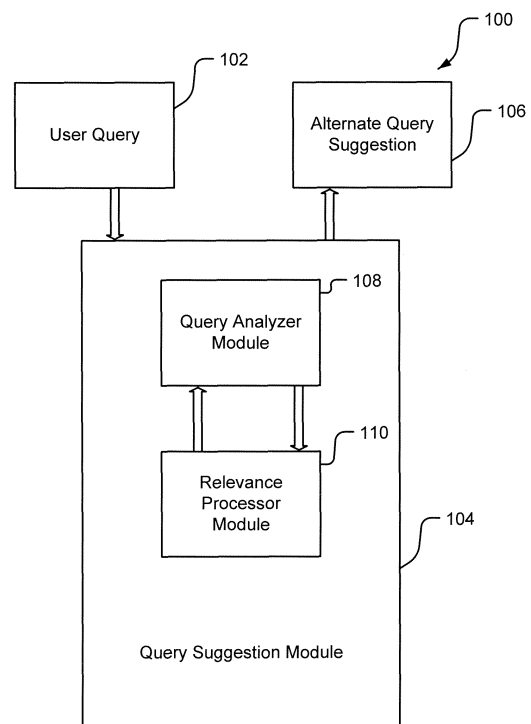 100
102
User Query
Alternate Query
Suggestion
106
108
Query Analyzer
Module
110
Relevance
Processor
Module
104
Query Suggestion Module